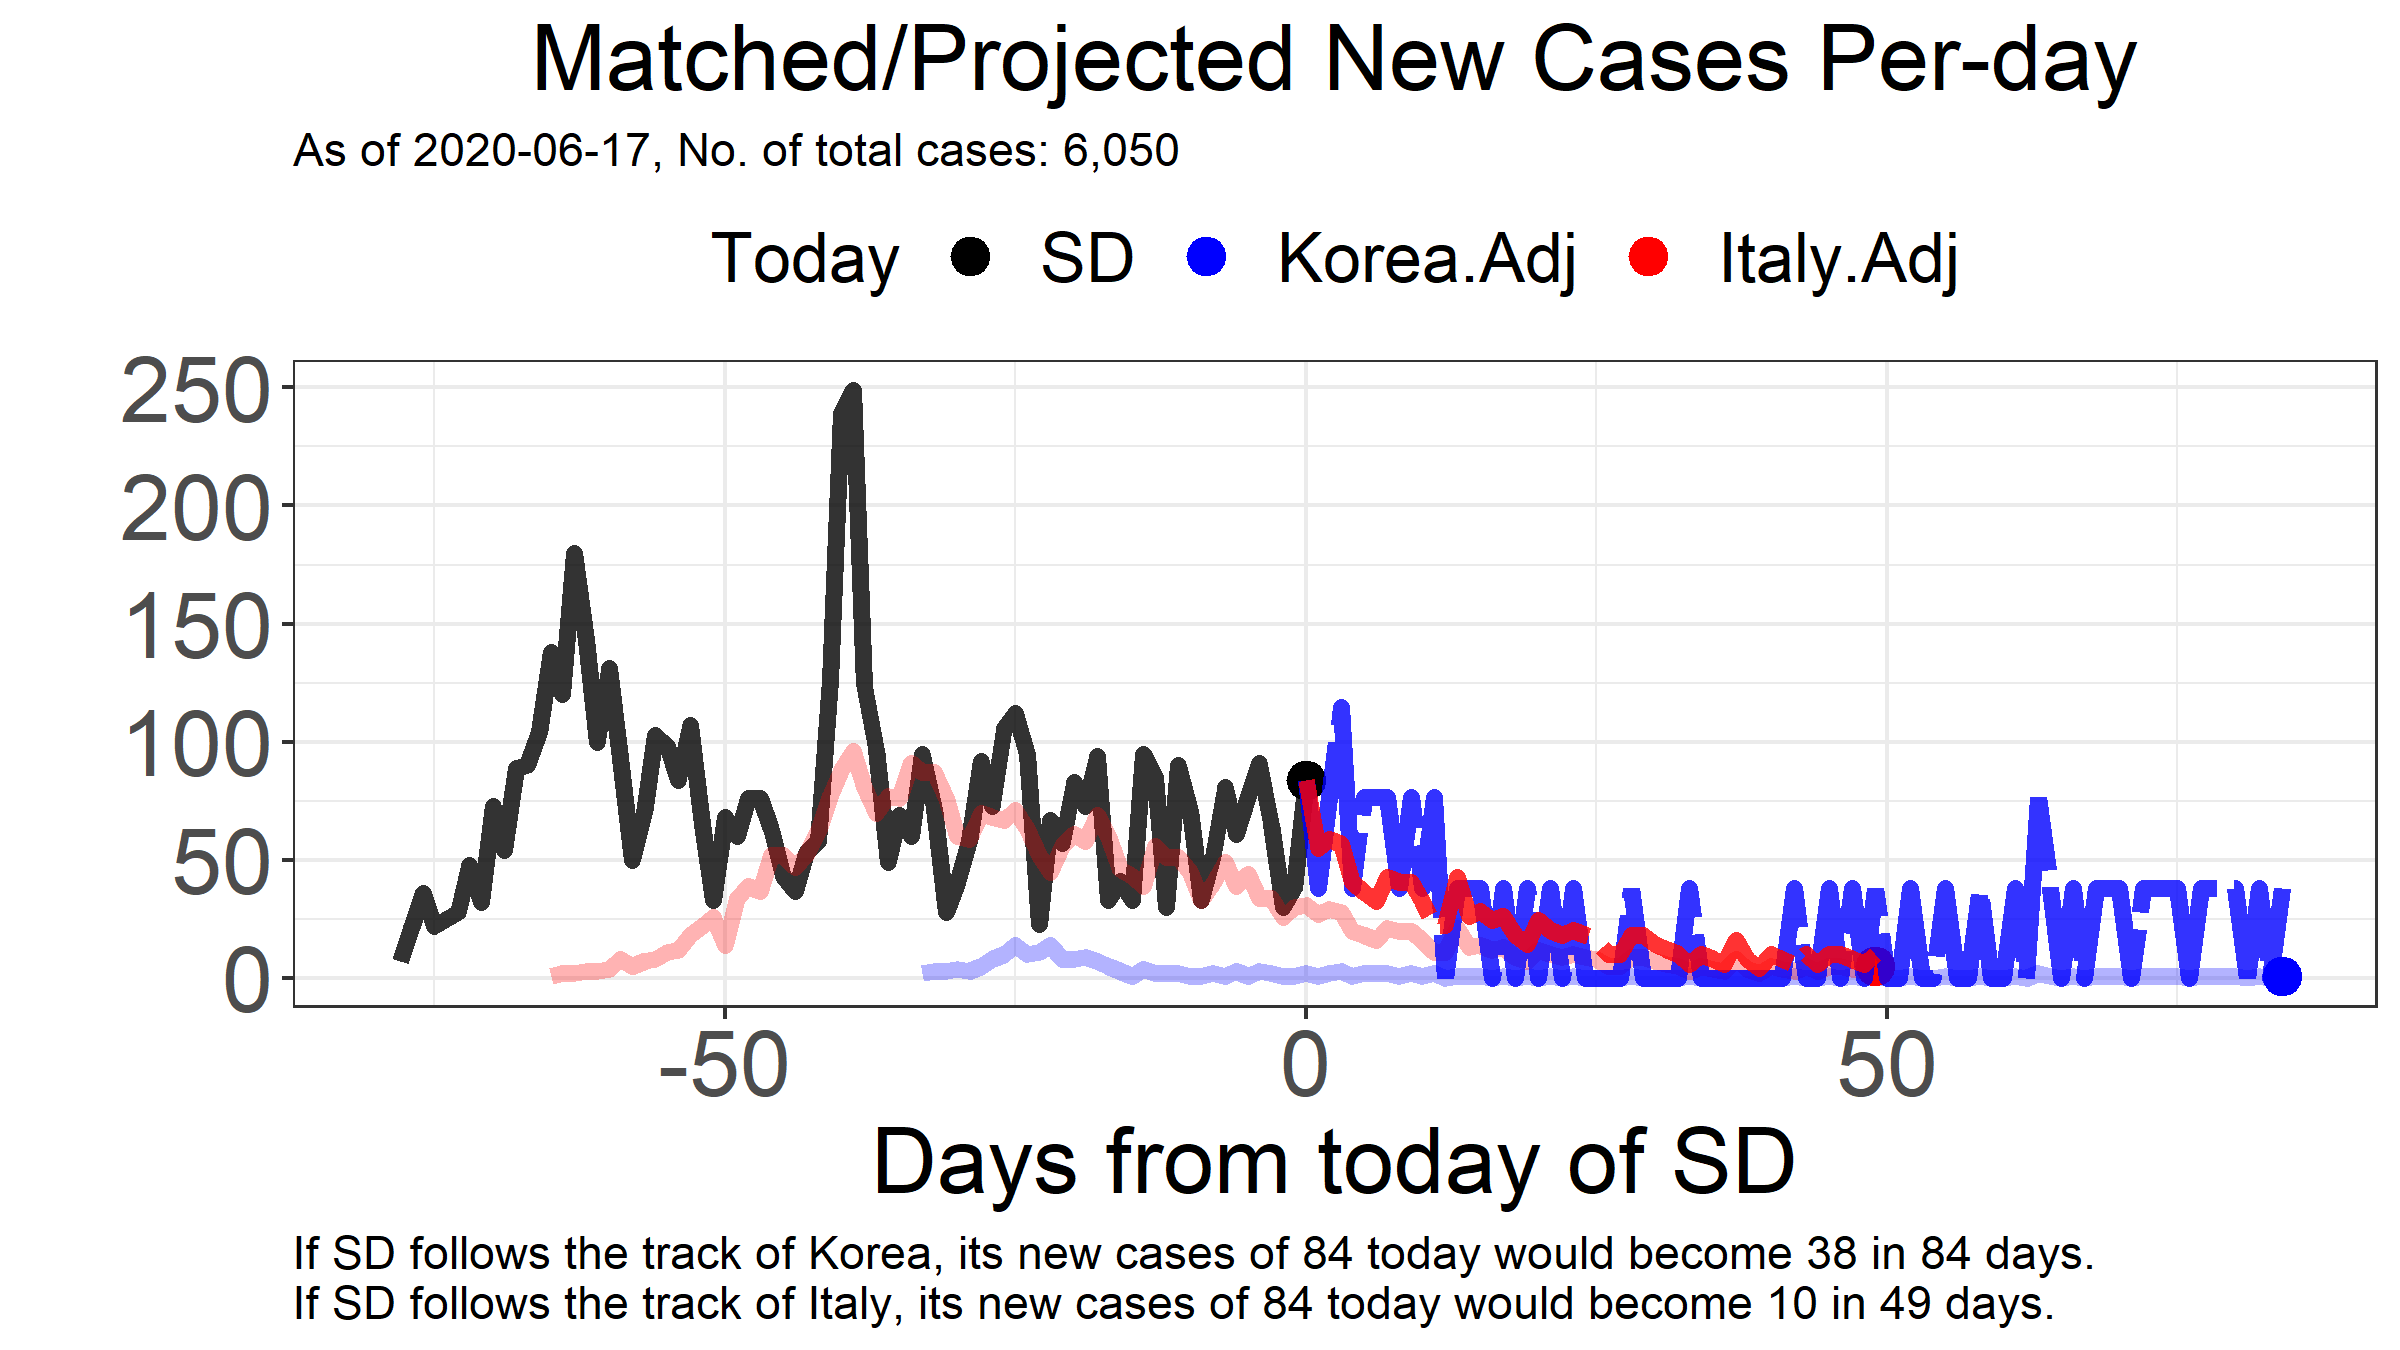 Matched/Projected New Cases Per-day
As of 2020-06-17, No. of total cases: 6,050
Today SD Korea.Adj Italy.Adj
250
200
150
100
50
0
-50 0 50
Days from today of SD
If SD follows the track of Korea, its new cases of 84 today would become 38 in 84 days.
If SD follows the track of Italy, its new cases of 84 today would become 10 in 49 days.